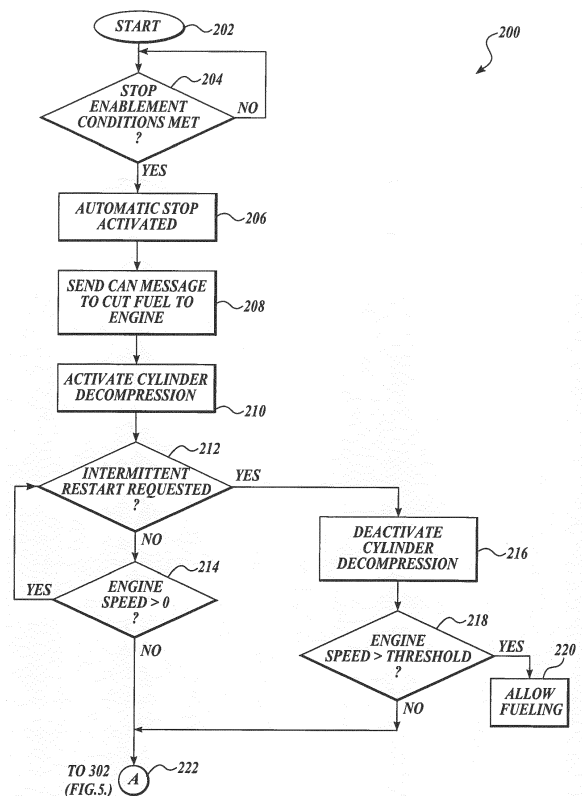 START
202
200
204
STOP
ENABLEMENT
CONDITIONS MET
?
NO
YES
AUTOMATIC STOP
ACTIVATED
206
SEND CAN MESSAGE
TO CUT FUEL TO
ENGINE
208
ACTIVATE CYLINDER
DECOMPRESSION
210
212
INTERMITTENT
RESTART REQUESTED
?
YES
NO
214
ENGINE
SPEED > 0
?
YES
NO
DEACTIVATE
CYLINDER
DECOMPRESSION
216
218
ENGINE
SPEED > THRESHOLD
?
YES
NO
220
ALLOW
FUELING
TO 302
(FIG.5.)
A
222